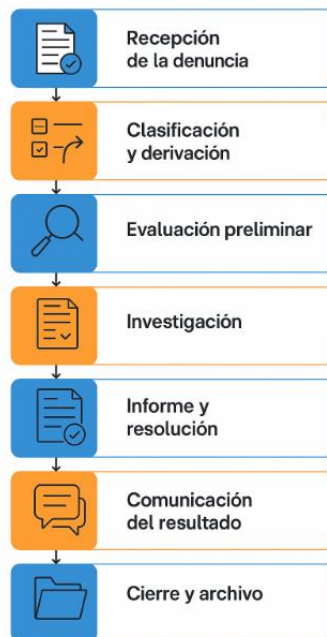 Recepción
de la denuncia
Clasificación
y derivación
Evaluación preliminar
Investigación
Informe y
resolución
Comunicación
del resultado
Cierre y archivo